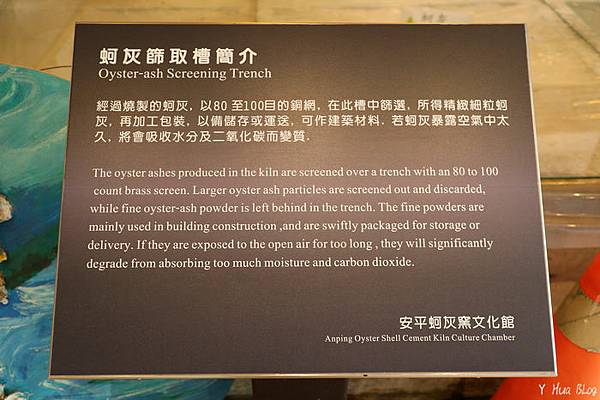 蚵灰篩取槽簡介
Oyster-ash Screening Trench
經過燒製的蚵灰，以80 至100目的銅網，在此槽中篩選，所得精緻細粒蚵
灰，再加工包裝，以備儲存或運送，可作建築材料．若蚵灰暴露空氣中太
久，將會吸收水分及二氧化碳而變質．
The oyster ashes produced in the kiln are screened over a trench with an 80 to 100
count brass screen. Larger oyster ash particles are screened out and discarded,
while fine oyster-ash powder is left behind in the trench. The fine powders are
mainly used in building construction ,and are swiftly packaged for storage or
delivery. If they are exposed to the open air for too long , they will significantly
degrade from absorbing too much moisture and carbon dioxide.
安平蚵灰窯文化館
Anping Oyster Shell Cement Kiln Culture Chamber
Y Hua BLog